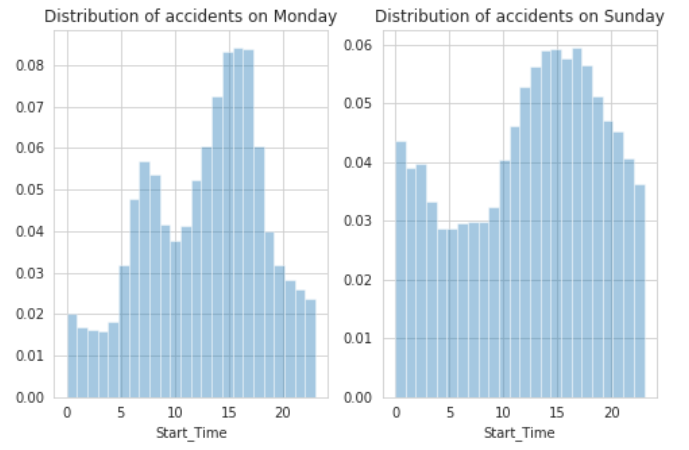 Distribution of accidents on Monday
0.08
0.07
0.06
0.05
0.04
0.03
0.02
0.01
0.00
0 5 10 15 20
Start_Time
Distribution of accidents on Sunday
0.06
0.05
0.04
0.03
0.02
0.01
0.00
0 5 10 15 20
Start_Time